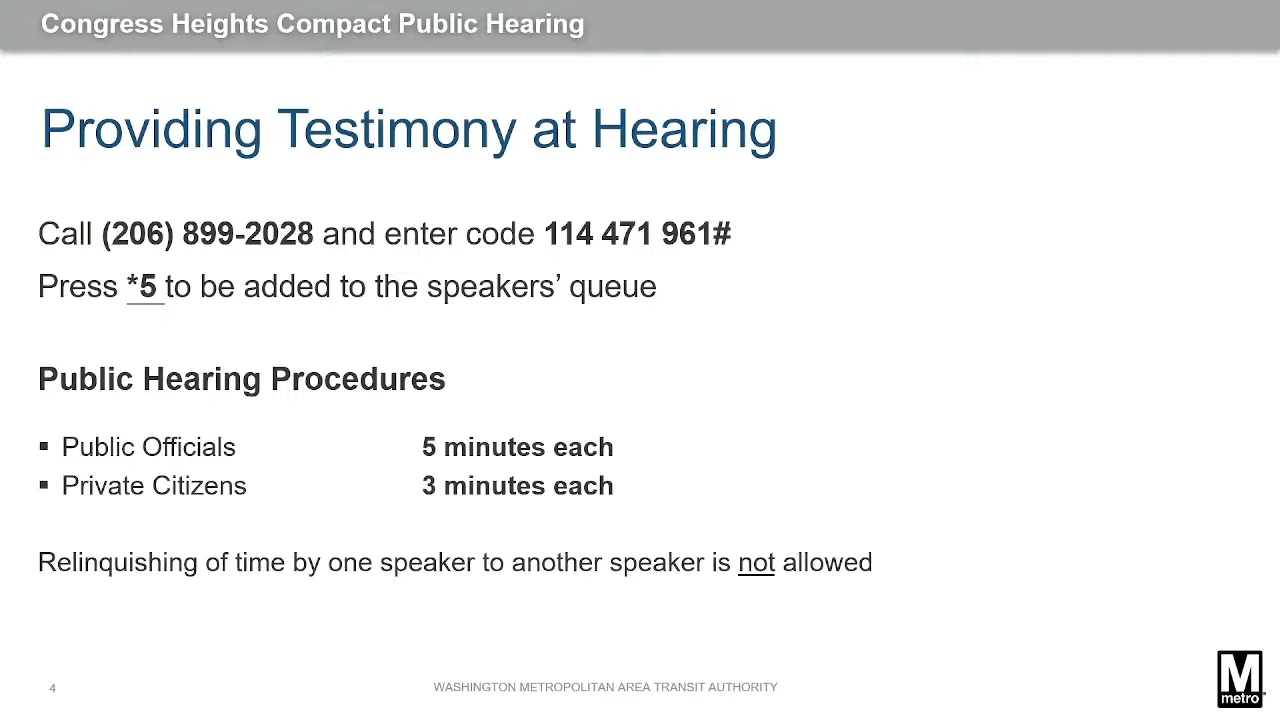 Congress Heights Compact Public Hearing
Providing Testimony at Hearing
Call (206) 899-2028 and enter code 114 471 961#
Press *5 to be added to the speakers’ queue
Public Hearing Procedures
▪ Public Officials 5 minutes each
▪ Private Citizens 3 minutes each
Relinquishing of time by one speaker to another speaker is not allowed
4 WASHINGTON METROPOLITAN AREA TRANSIT AUTHORITY
M
metro